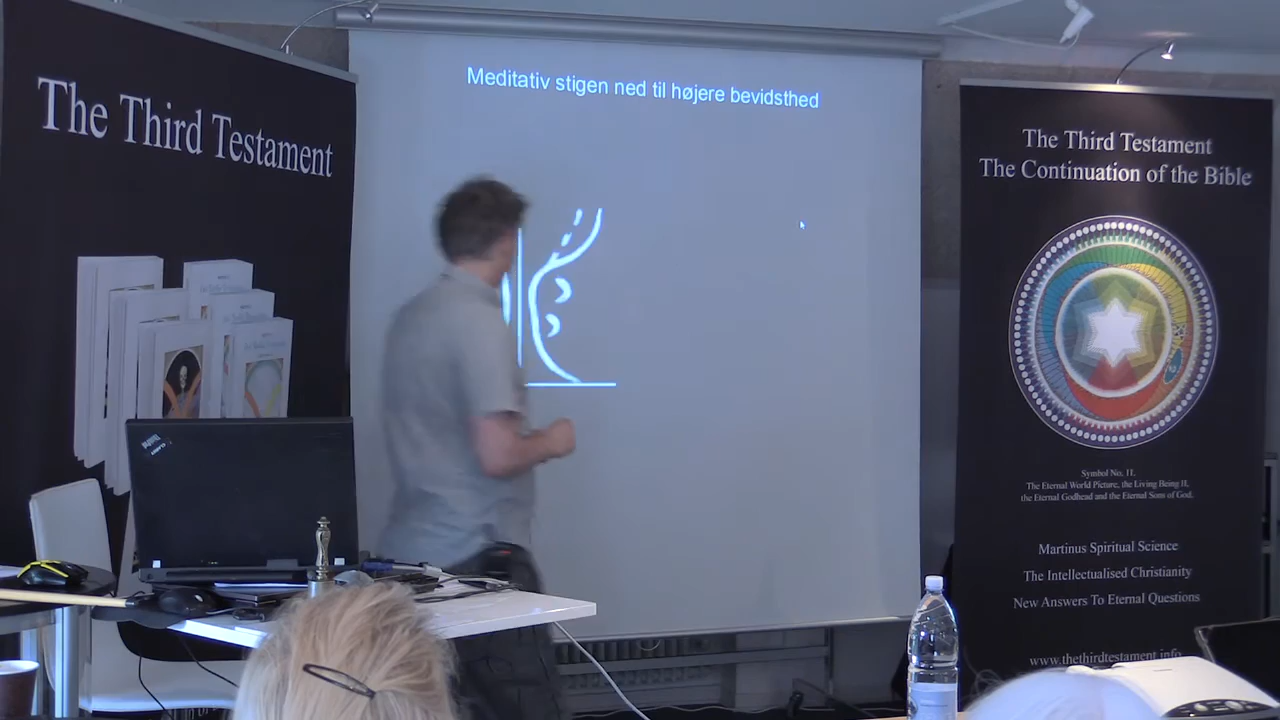 The Third Testament
Meditativ stigen ned til højere bevidsthed
The Third Testament
The Continuation of the Bible
Symbol No. 11.
The Eternal World Picture, the Living Being II,
the Eternal Godhead and the Eternal Sons of God.
Martinus Spiritual Science
The Intellectualised Christianity
New Answers To Eternal Questions
www.thethirdtestament.info